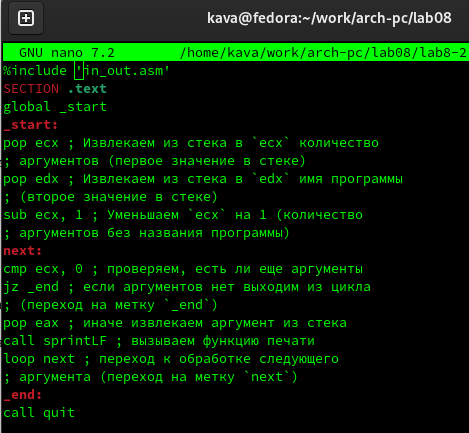 kava@fedora:~/work/arch-pc/lab08
GNU nano 7.2 /home/kava/work/arch-pc/lab08/lab8-2
%include 'in_out.asm'
SECTION .text
global _start
_start:
pop ecx ; Извлекаем из стека в `ecx` количество
; аргументов (первое значение в стеке)
pop edx ; Извлекаем из стека в `edx` имя программы
; (второе значение в стеке)
sub ecx, 1 ; Уменьшаем `ecx` на 1 (количество
; аргументов без названия программы)
next:
cmp ecx, 0 ; проверяем, есть ли еще аргументы
jz _end ; если аргументов нет выходим из цикла
; (переход на метку `_end`)
pop eax ; иначе извлекаем аргумент из стека
call sprintLF ; вызываем функцию печати
loop next ; переход к обработке следующего
; аргумента (переход на метку `next`)
_end:
call quit